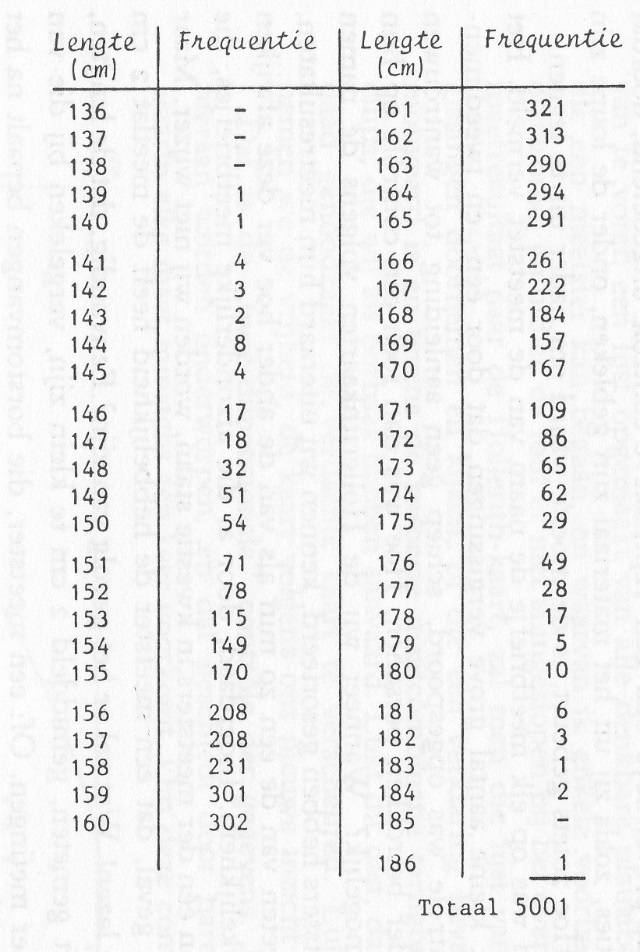 Lengte Frequentie Lengte Frequentie
(cm) (cm)
136 - 161 321
137 - 162 313
138 - 163 290
139 1 164 294
140 1 165 291
141 4 166 261
142 3 167 222
143 2 168 184
144 8 169 157
145 4 170 167
146 17 171 109
147 18 172 86
148 32 173 65
149 51 174 62
150 54 175 29
151 71 176 49
152 78 177 28
153 115 178 17
154 149 179 5
155 170 180 10
156 208 181 6
157 208 182 3
158 231 183 1
159 301 184 2
160 302 185 -
186 1
Totaal 5001